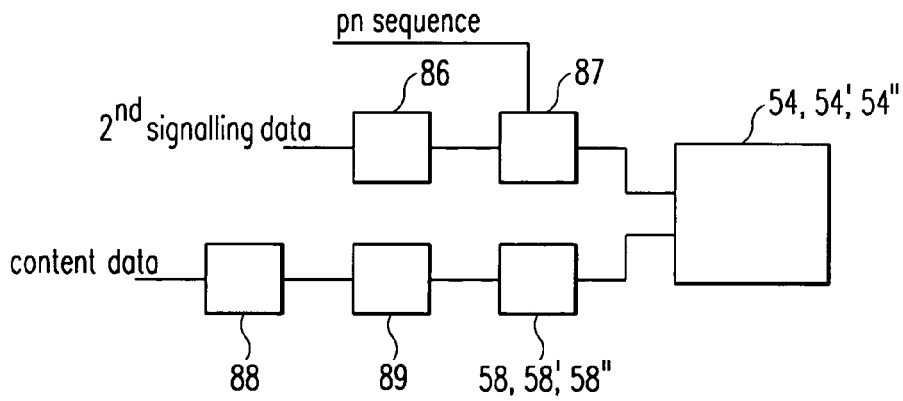 pn sequence
86
87
54, 54', 54"
2nd signalling data
content data
88
89
58, 58', 58"